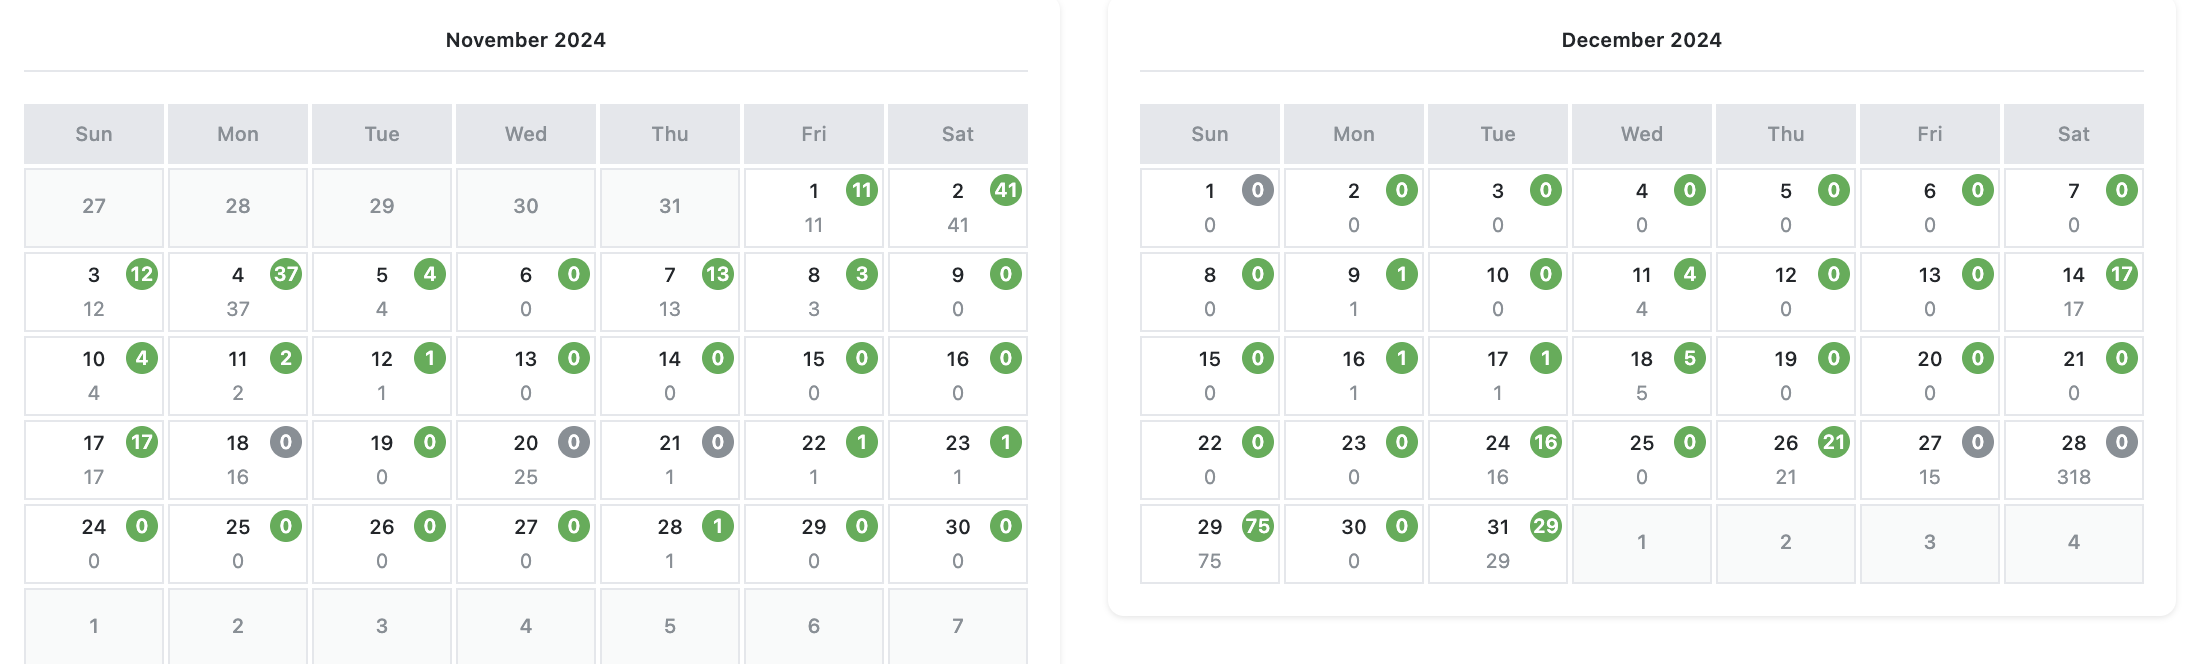 November 2024
Sun Mon Tue Wed Thu Fri Sat
27 28 29 30 31 1 11 2 41
11 41
3 12 4 37 5 4 6 0 7 13 8 3 9 0
12 37 4 0 13 3 0
10 4 11 2 12 1 13 0 14 0 15 0 16 0
4 2 1 0 0 0 0
17 17 18 0 19 0 20 0 21 0 22 1 23 1
17 16 0 25 1 1 1
24 0 25 0 26 0 27 0 28 1 29 0 30 0
0 0 0 0 1 0 0
1 2 3 4 5 6 7
December 2024
Sun Mon Tue Wed Thu Fri Sat
1 0 2 0 3 0 4 0 5 0 6 0 7 0
0 0 0 0 0 0 0
8 0 9 1 10 0 11 4 12 0 13 0 14 17
0 1 0 4 0 0 17
15 0 16 1 17 1 18 5 19 0 20 0 21 0
0 1 1 5 0 0 0
22 0 23 0 24 16 25 0 26 21 27 0 28 0
0 0 16 0 21 15 318
29 75 30 0 31 29 1 2 3 4
75 0 29